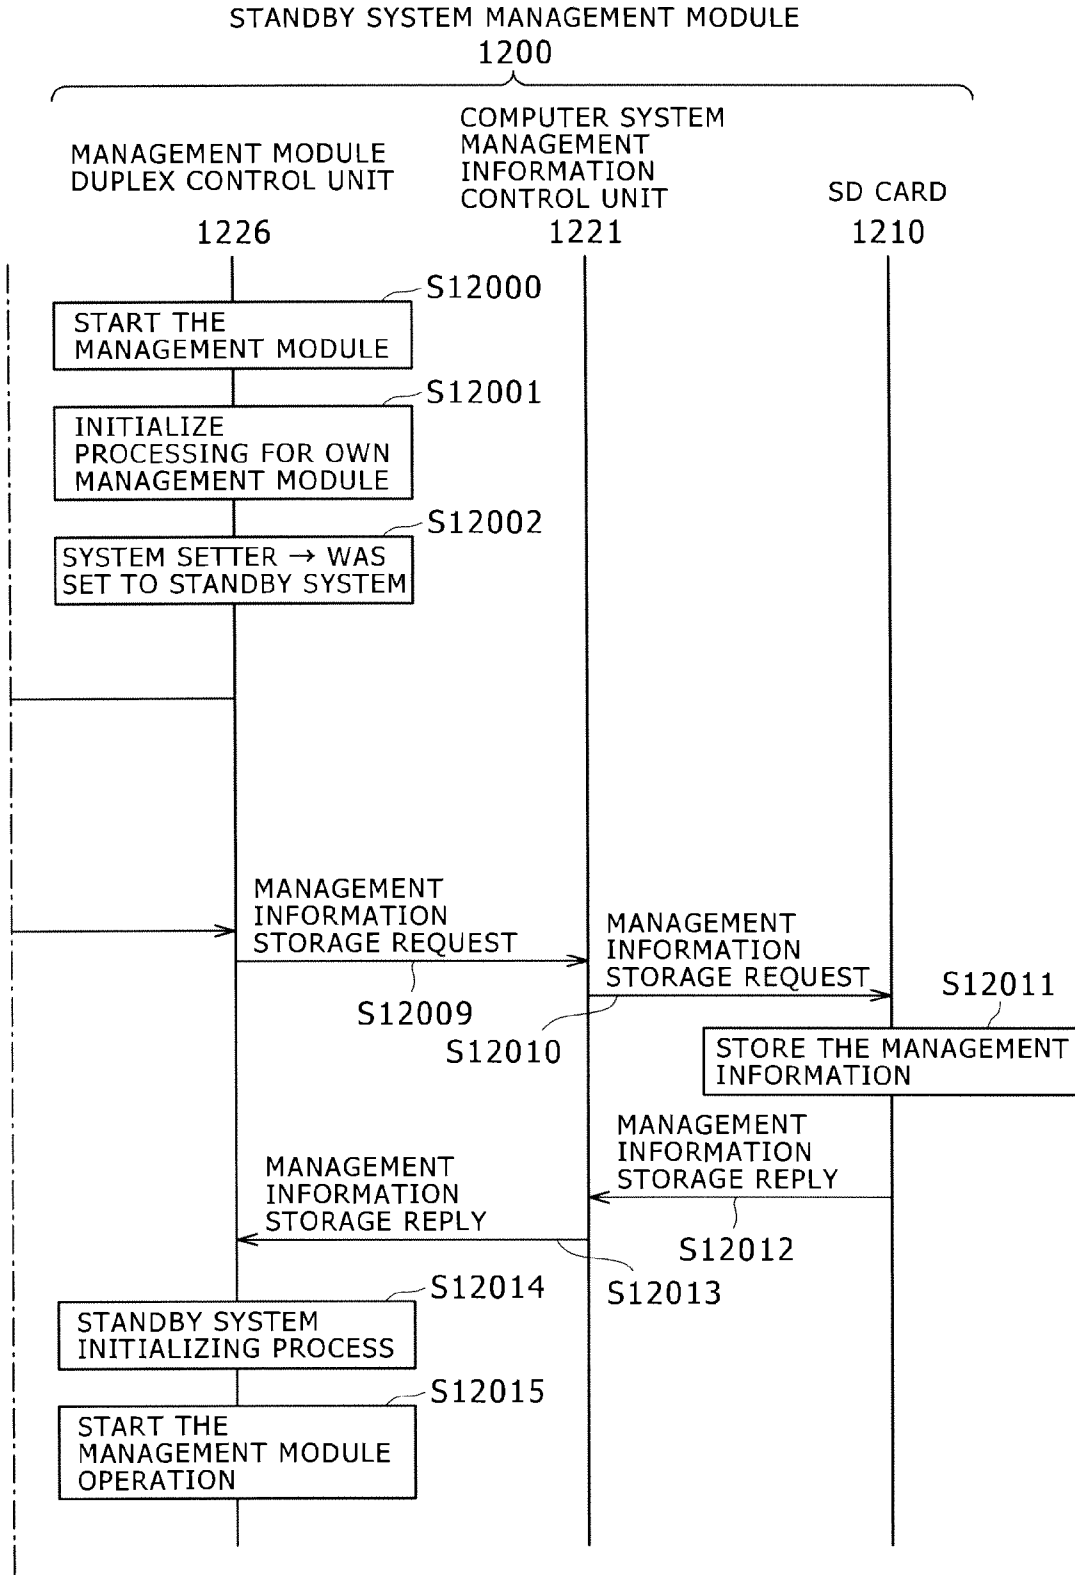 STANDBY SYSTEM MANAGEMENT MODULE
1200
MANAGEMENT MODULE
DUPLEX CONTROL UNIT
1226
COMPUTER SYSTEM
MANAGEMENT
INFORMATION
CONTROL UNIT
1221
SD CARD
1210
S12000
START THE
MANAGEMENT MODULE
S12001
INITIALIZE
PROCESSING FOR OWN
MANAGEMENT MODULE
S12002
SYSTEM SETTER → WAS
SET TO STANDBY SYSTEM
MANAGEMENT
INFORMATION
STORAGE REQUEST
S12009
MANAGEMENT
INFORMATION
STORAGE REQUEST
S12010
S12011
STORE THE MANAGEMENT
INFORMATION
MANAGEMENT
INFORMATION
STORAGE REPLY
S12012
MANAGEMENT
INFORMATION
STORAGE REPLY
S12013
S12014
STANDBY SYSTEM
INITIALIZING PROCESS
S12015
START THE
MANAGEMENT MODULE
OPERATION